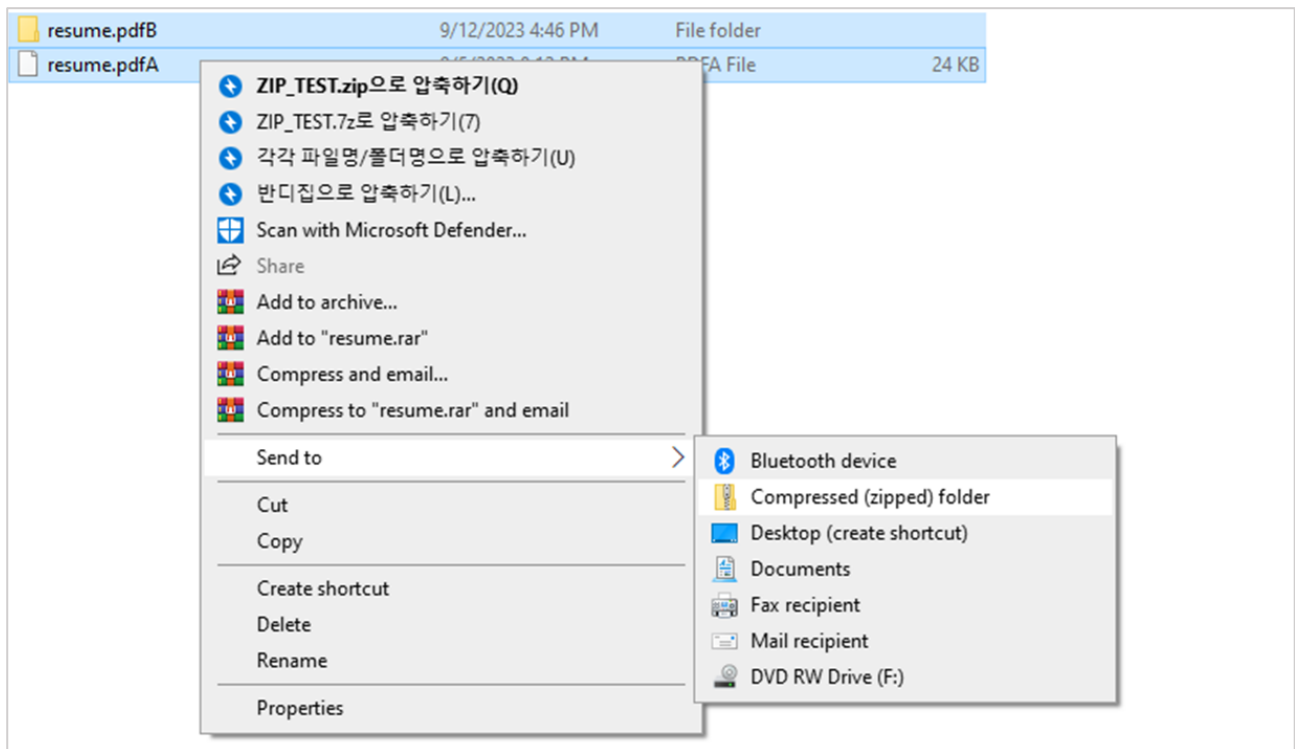 resume.pdfB 9/12/2023 4:46 PM File folder
resume.pdfA FA File 24 KB
ZIP_TEST.zip으로 압축하기(Q)
ZIP_TEST.7z로 압축하기(7)
각각 파일명/폴더명으로 압축하기(U)
반디집으로 압축하기(L)...
Scan with Microsoft Defender...
Share
Add to archive...
Add to "resume.rar"
Compress and email...
Compress to "resume.rar" and email
Send to
Cut
Copy
Create shortcut
Delete
Rename
Properties
Bluetooth device
Compressed (zipped) folder
Desktop (create shortcut)
Documents
Fax recipient
Mail recipient
DVD RW Drive (F:)